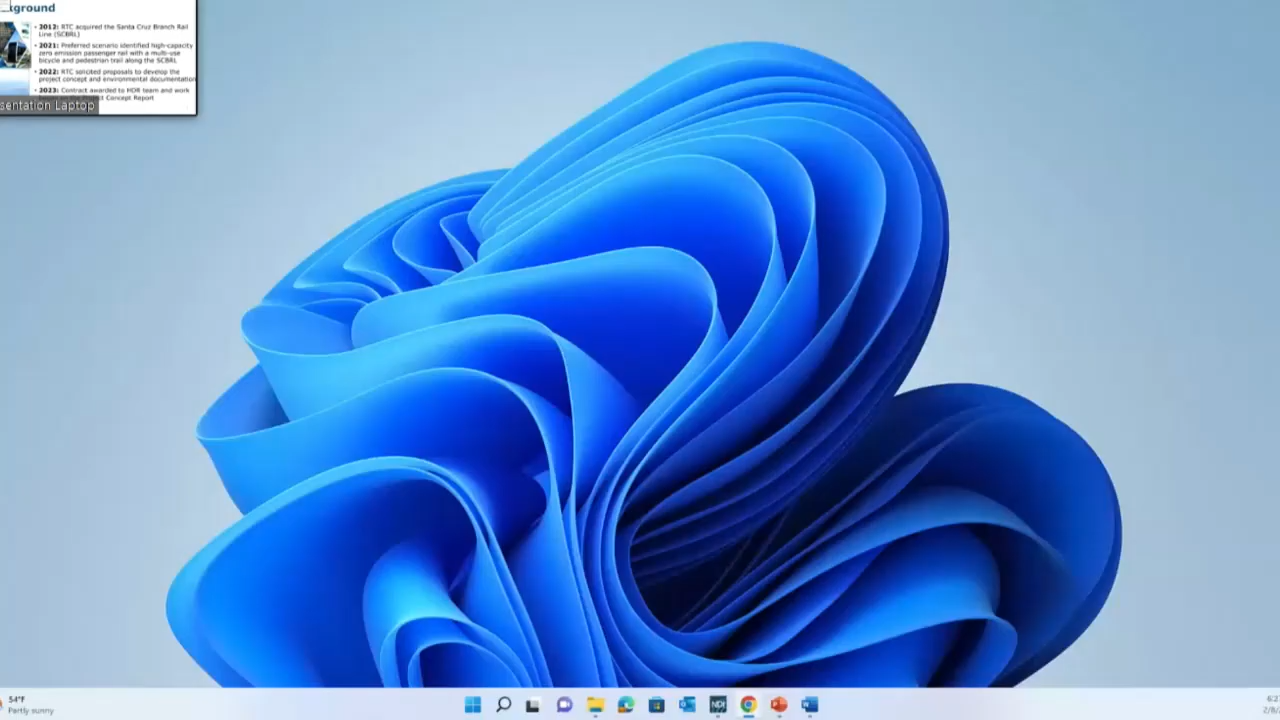 kground
• 2012: RTC acquired the Santa Cruz Branch Rail
Line (SCBRL)
• 2021: Preferred scenario identified high-capacity
zero emission passenger rail with a multi-use
bicycle and pedestrian trail along the SCBRL
• 2022: RTC solicited proposals to develop the
project concept and environmental documentation
• 2023: Contract awarded to HDR team and work
Concept Report
sentation Laptop
54°F
Partly sunny
NDI